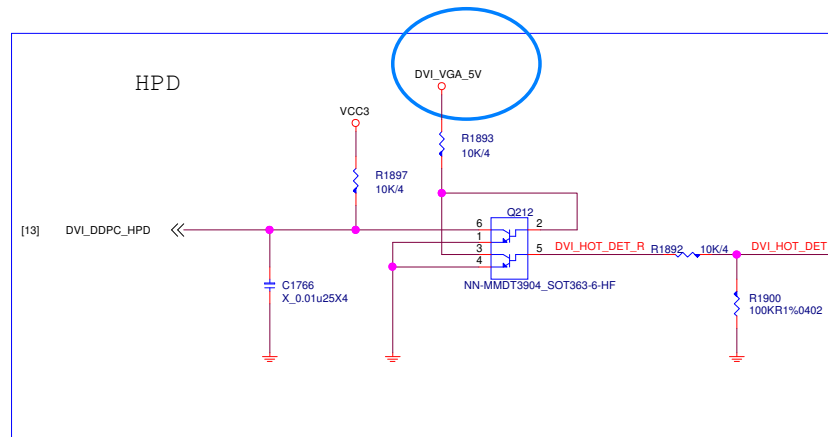 DVI_VGA_5V
HPD
VCC3
R1893
10K/4
R1897
10K/4
Q212
[13] DVI_DDPC_HPD
6 2
1
3 5
4
DVI_HOT_DET_R
R1892 10K/4
DVI_HOT_DET
NN-MMDT3904_SOT363-6-HF
C1766
X_0.01u25X4
R1900
100KR1%0402